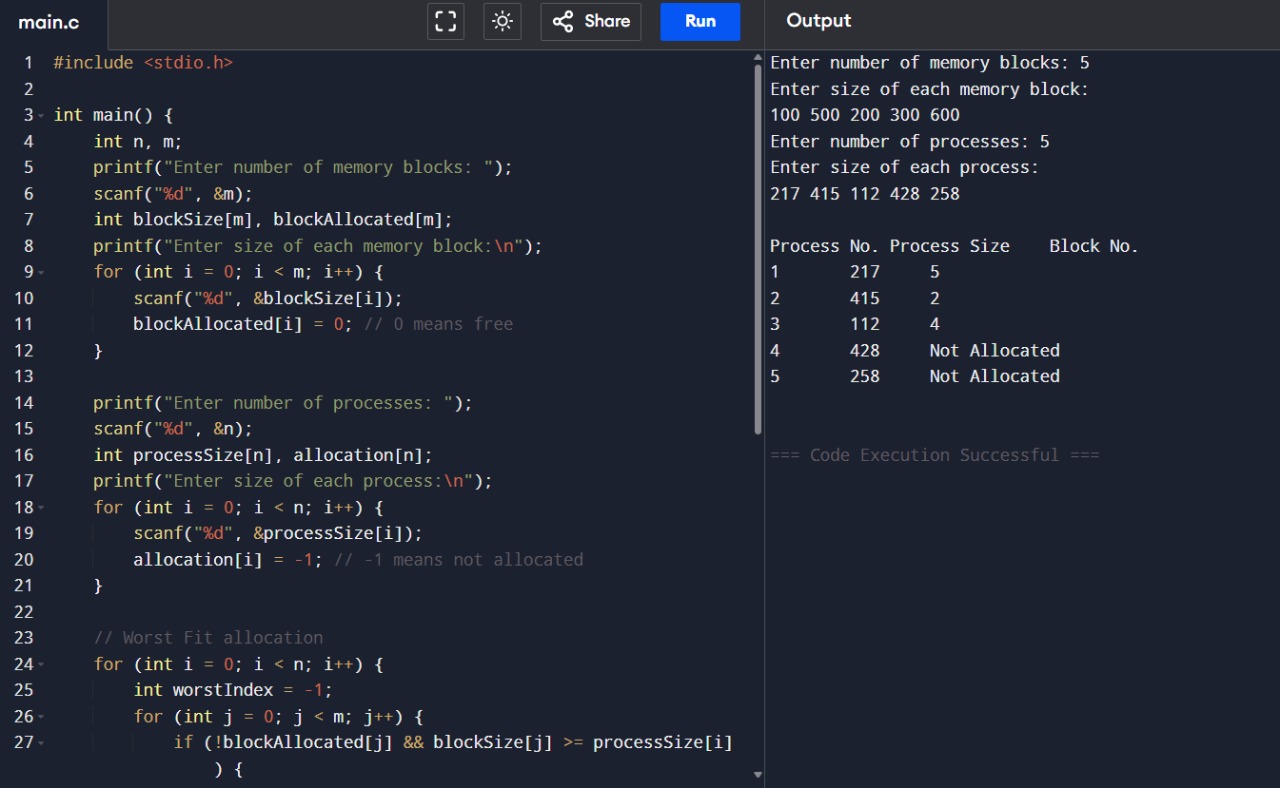 main.c
Share
Run
Output
1 #include <stdio.h>
2
3 int main() {
4     int n, m;
5     printf("Enter number of memory blocks: ");
6     scanf("%d", &m);
7     int blockSize[m], blockAllocated[m];
8     printf("Enter size of each memory block:\n");
9     for (int i = 0; i < m; i++) {
10         scanf("%d", &blockSize[i]);
11         blockAllocated[i] = 0; // 0 means free
12     }
13
14     printf("Enter number of processes: ");
15     scanf("%d", &n);
16     int processSize[n], allocation[n];
17     printf("Enter size of each process:\n");
18     for (int i = 0; i < n; i++) {
19         scanf("%d", &processSize[i]);
20         allocation[i] = -1; // -1 means not allocated
21     }
22
23     // Worst Fit allocation
24     for (int i = 0; i < n; i++) {
25         int worstIndex = -1;
26         for (int j = 0; j < m; j++) {
27             if (!blockAllocated[j] && blockSize[j] >= processSize[i]
                ) {
Enter number of memory blocks: 5
Enter size of each memory block:
100 500 200 300 600
Enter number of processes: 5
Enter size of each process:
217 415 112 428 258

Process No. Process Size    Block No.
1       217     5
2       415     2
3       112     4
4       428     Not Allocated
5       258     Not Allocated

=== Code Execution Successful ===